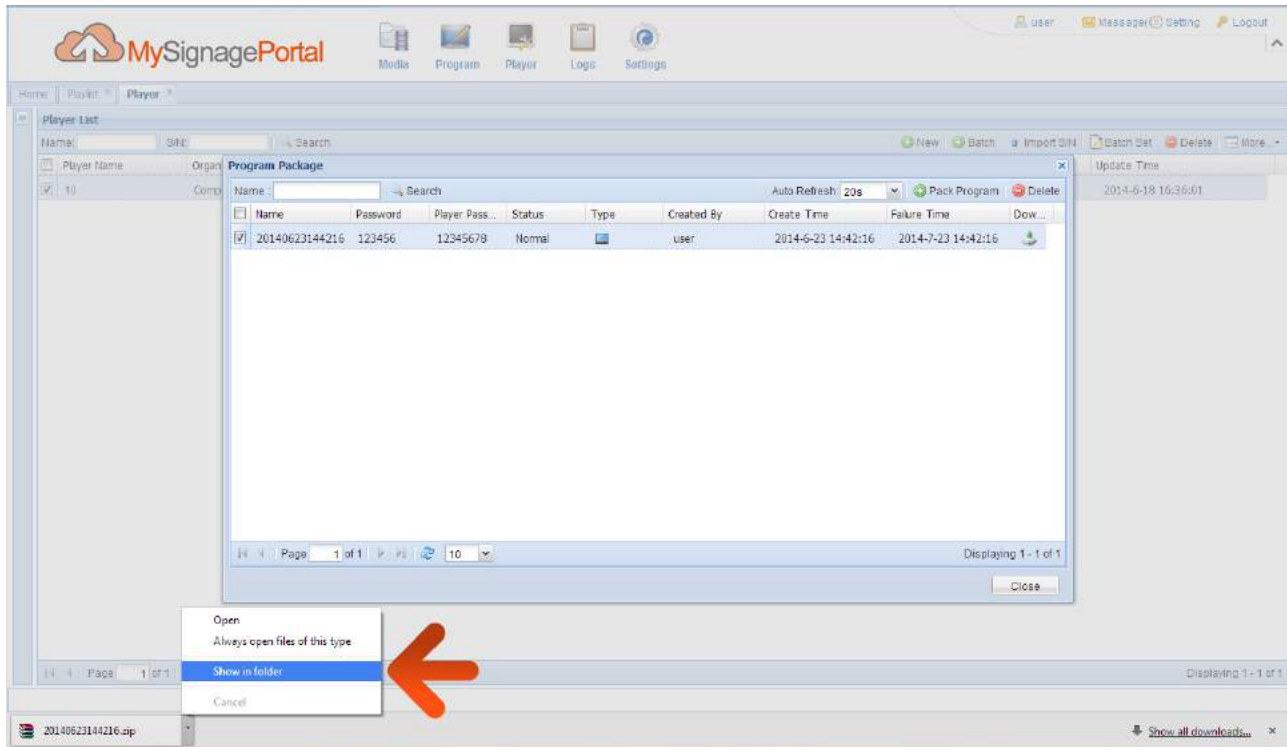 user Messager( ) Setting Logout
MySignagePortal
Media Program Player Logs Settings
Home Playlist Player
Player List
Name: S/N: Search New Batch Import S/N Batch Set Delete More..
Player Name Organ Update Time
10 Comp 2014-6-18 16:36:01
Program Package
Name : Search Auto Refresh: 20s Pack Program Delete
Name Password Player Pass... Status Type Created By Create Time Failure Time Dow...
20140623144216 123456 12345678 Normal user 2014-6-23 14:42:16 2014-7-23 14:42:16
Page 1 of 1 10 Displaying 1 - 1 of 1
Close
Open
Always open files of this type
Show in folder
Cancel
Page 1 of 1 Displaying 1 - 1 of 1
20140623144216.zip Show all downloads...